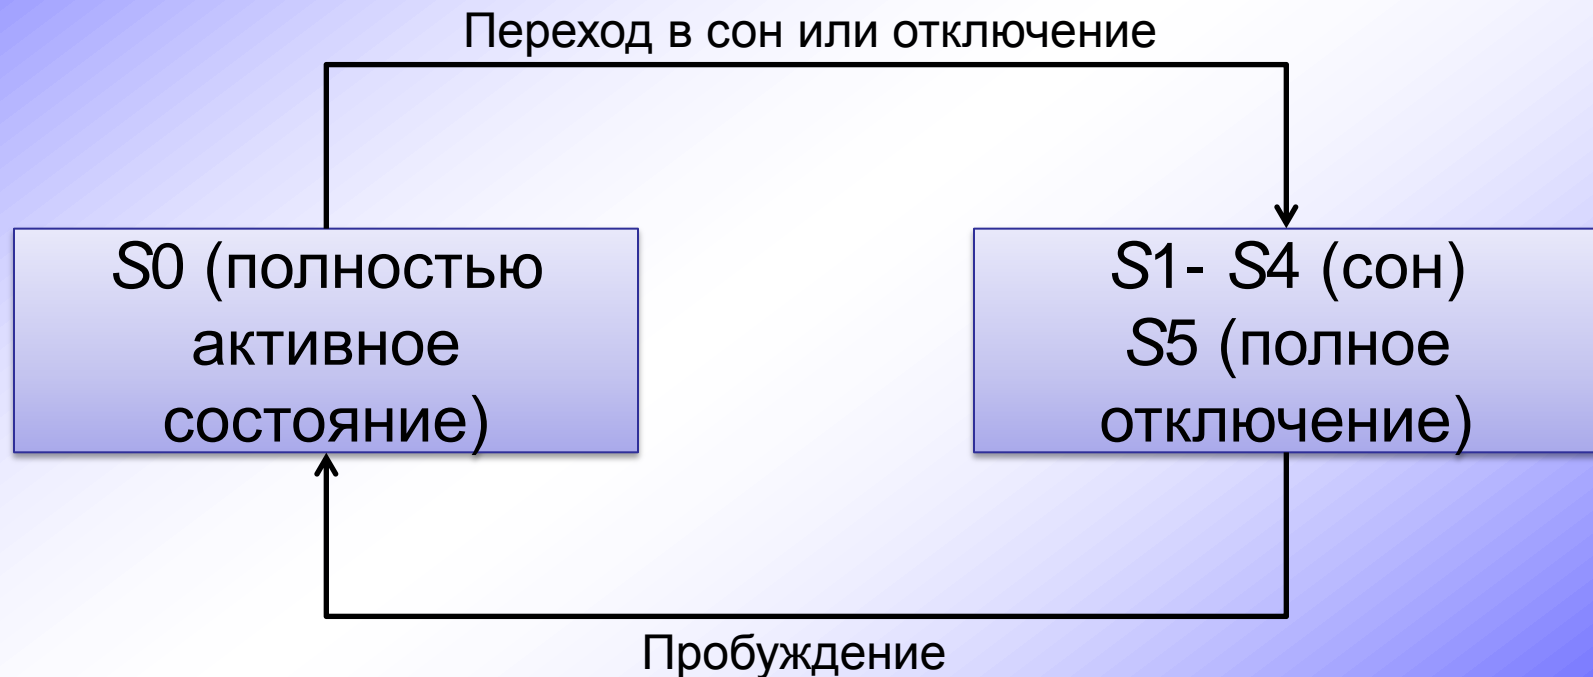 Переход в сон или отключение
S0 (полностью
активное
состояние)
S1- S4 (сон)
S5 (полное
отключение)
Пробуждение